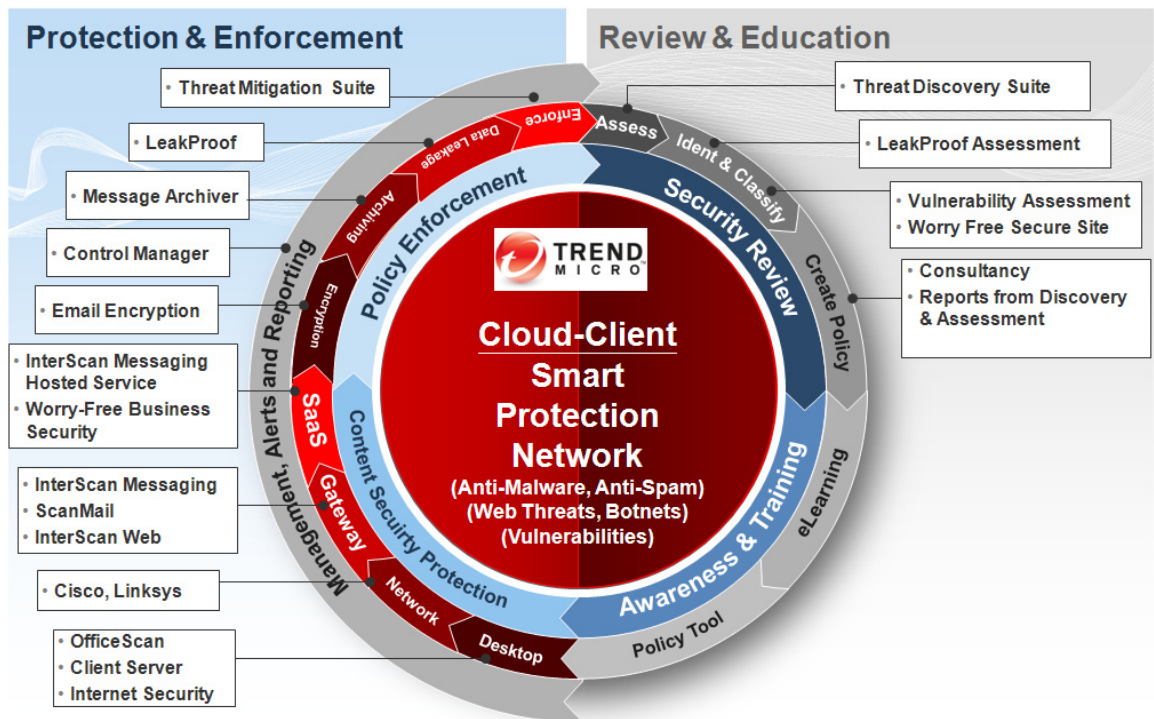 Protection & Enforcement
Review & Education
• Threat Mitigation Suite
• LeakProof
• Message Archiver
• Control Manager
• Email Encryption
• InterScan Messaging
Hosted Service
• Worry-Free Business
Security
• InterScan Messaging
• ScanMail
• InterScan Web
• Cisco, Linksys
• OfficeScan
• Client Server
• Internet Security
• Threat Discovery Suite
• LeakProof Assessment
• Vulnerability Assessment
• Worry Free Secure Site
• Consultancy
• Reports from Discovery
& Assessment
Management, Alerts and Reporting
Enforce
Data Leakage
Archiving
Encryption
SaaS
Gateway
Network
Desktop
Assess
Ident & Classify
Create Policy
eLearning
Policy Tool
Policy Enforcement
Security Review
Content Secuirty Protection
Awareness & Training
TREND
MICRO™
Cloud-Client
Smart
Protection
Network
(Anti-Malware, Anti-Spam)
(Web Threats, Botnets)
(Vulnerabilities)